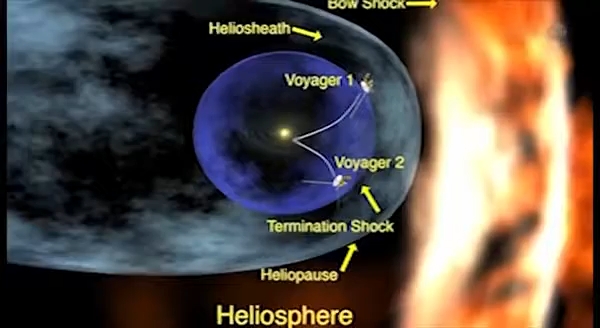 Bow Shock
Heliosheath
Voyager 1
Voyager 2
Termination Shock
Heliopause
Heliosphere